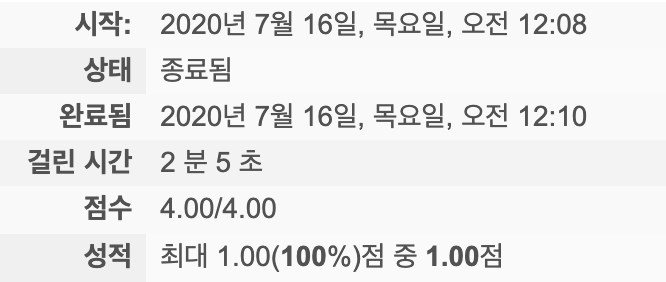 시작: 2020년 7월 16일, 목요일, 오전 12:08
상태 종료됨
완료됨 2020년 7월 16일, 목요일, 오전 12:10
걸린 시간 2 분 5 초
점수 4.00/4.00
성적 최대 1.00(100%)점 중 1.00점